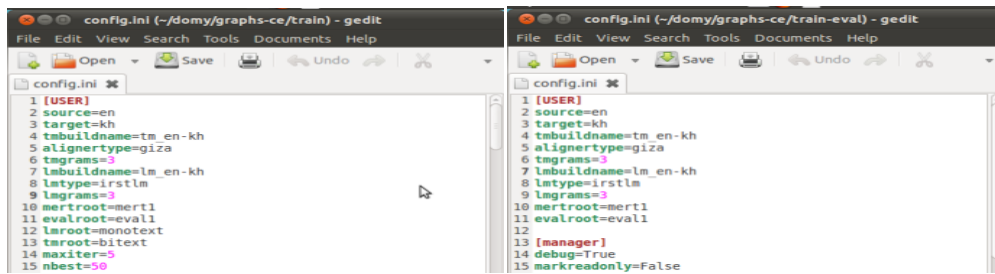 config.ini (~/domy/graphs-ce/train) - gedit
File Edit View Search Tools Documents Help
Open Save Undo
config.ini
1 [USER]
2 source=en
3 target=kh
4 tmbuildname=tm_en-kh
5 alignertype=giza
6 tmgrams=3
7 lmbuildname=lm_en-kh
8 lmtype=irstlm
9 lmgrams=3
10 mertroot=mert1
11 evalroot=eval1
12 lmroot=monotext
13 tmroot=bitext
14 maxiter=5
15 nbest=50
config.ini (~/domy/graphs-ce/train-eval) - gedit
File Edit View Search Tools Documents Help
Open Save Undo
config.ini
1 [USER]
2 source=en
3 target=kh
4 tmbuildname=tm_en-kh
5 alignertype=giza
6 tmgrams=3
7 lmbuildname=lm_en-kh
8 lmtype=irstlm
9 lmgrams=3
10 mertroot=mert1
11 evalroot=eval1
12
13 [manager]
14 debug=True
15 markreadonly=False